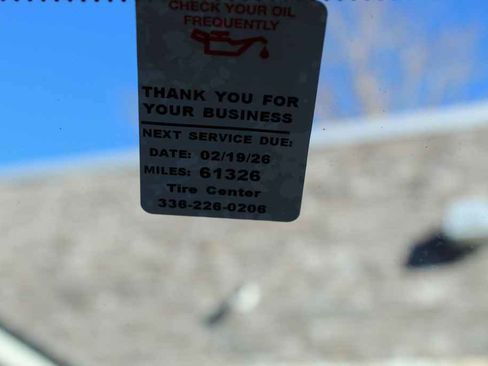 CHECK YOUR OIL
FREQUENTLY
THANK YOU FOR
YOUR BUSINESS
NEXT SERVICE DUE:
DATE: 02/19/26
MILES: 61326
Tire Center
336-226-0206